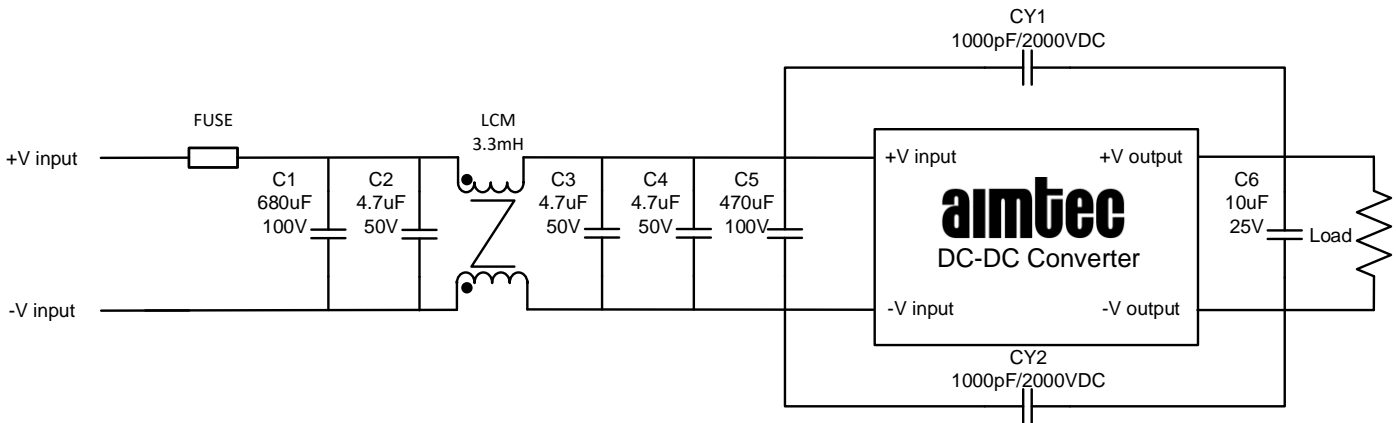 CY1
1000pF/2000VDC
FUSE
LCM
3.3mH
+V input
C1
680uF
100V
C2
4.7uF
50V
C3
4.7uF
50V
C4
4.7uF
50V
C5
470uF
100V
+V input
+V output
aimtec
DC-DC Converter
C6
10uF
25V
Load
-V input
-V input
-V output
CY2
1000pF/2000VDC